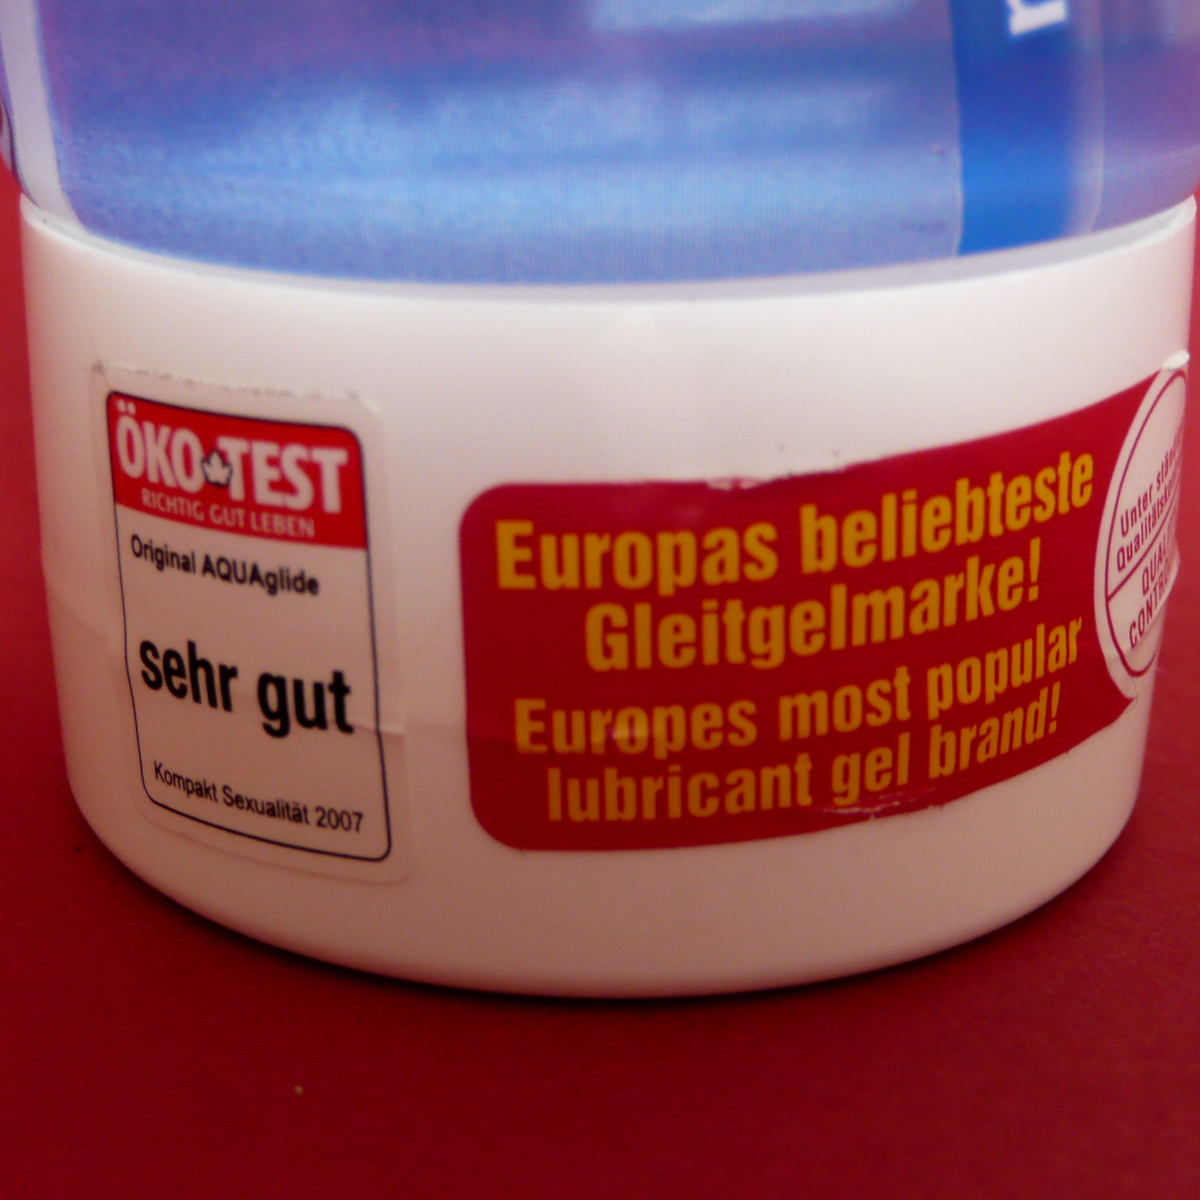 ÖKO TEST
RICHTIG GUT LEBEN
Original AQUAglide
sehr gut
Kompakt Sexualität 2007
Europas beliebteste
Gleitgelmarke!
Europes most popular
lubricant gel brand!
Unter